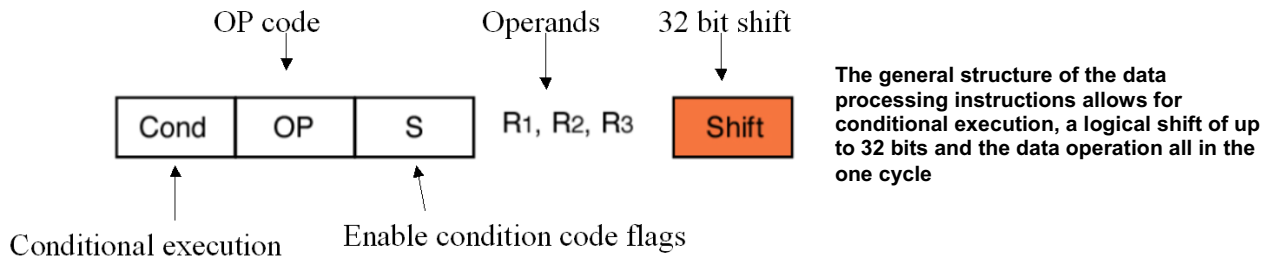 OP code
Operands
32 bit shift
Cond
OP
S
R1, R2, R3
Shift
Conditional execution
Enable condition code flags
The general structure of the data
processing instructions allows for
conditional execution, a logical shift of up
to 32 bits and the data operation all in the
one cycle